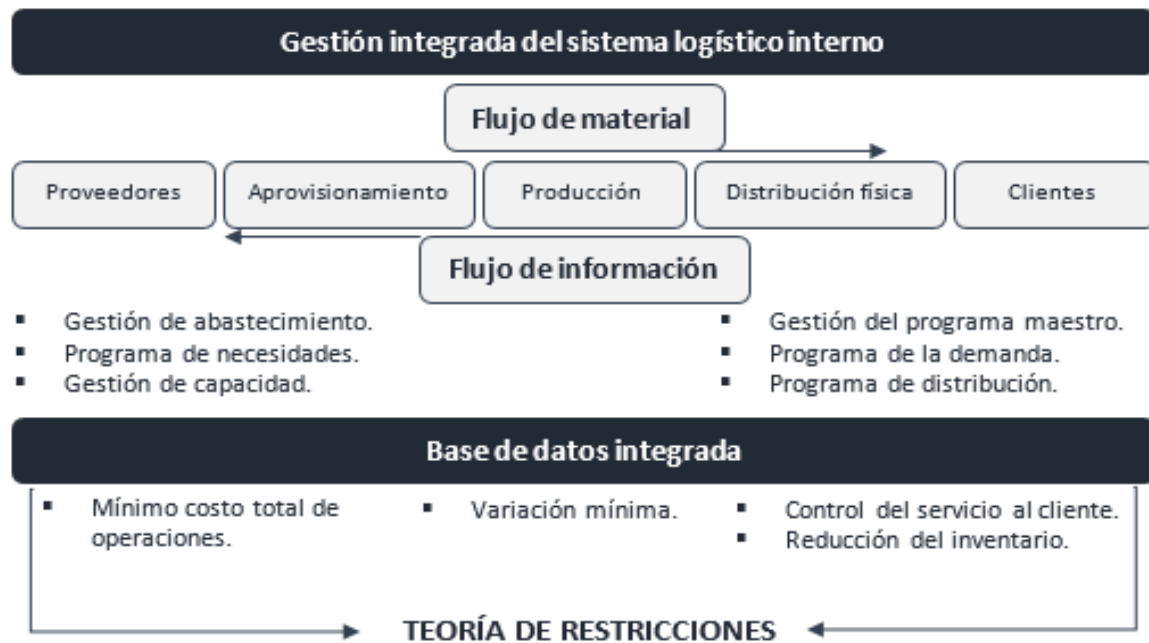 Gestión integrada del sistema logístico interno
Flujo de material
Proveedores
Aprovisionamiento
Producción
Distribución física
Clientes
Flujo de información
▪ Gestión de abastecimiento.
▪ Programa de necesidades.
▪ Gestión de capacidad.
▪ Gestión del programa maestro.
▪ Programa de la demanda.
▪ Programa de distribución.
Base de datos integrada
▪ Mínimo costo total de
operaciones.
▪ Variación mínima.
▪ Control del servicio al cliente.
▪ Reducción del inventario.
TEORÍA DE RESTRICCIONES